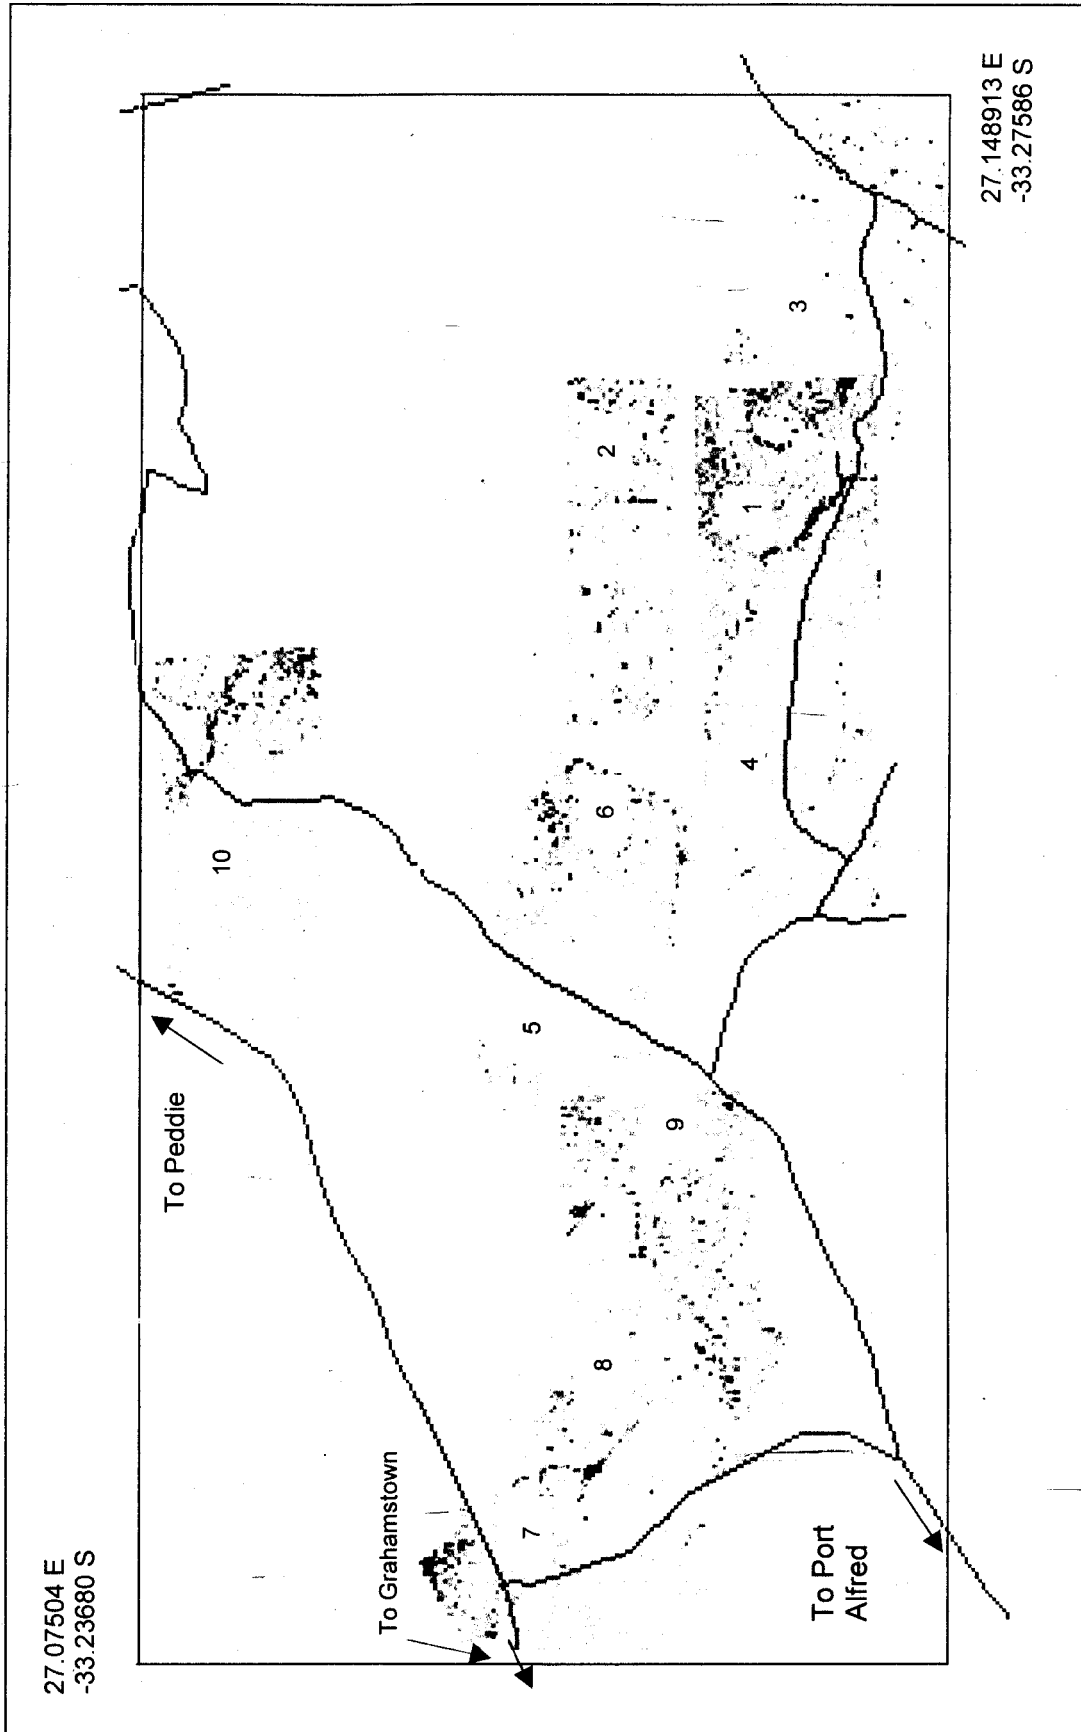 27.07504 E
-33.23680 S
To Grahamstown
To Peddie
To Port
Alfred
7
8
9
5
10
6
4
1
2
3
27.148913 E
-33.27586 S